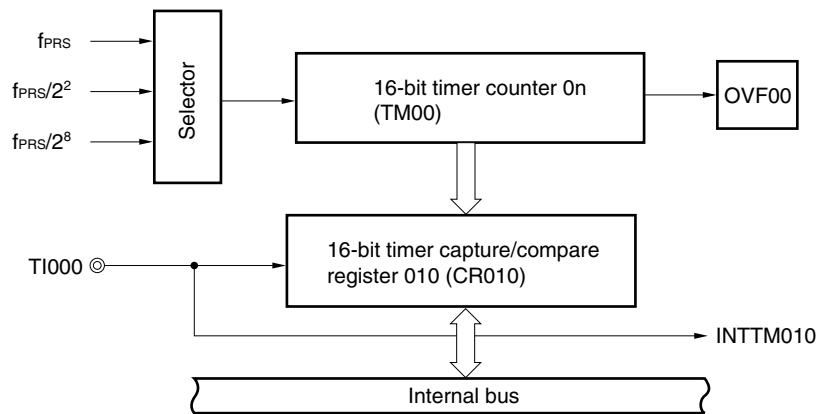 fPRS
fPRS/2²
fPRS/2⁸
Selector
16-bit timer counter 0n
(TM00)
OVF00
TI000
16-bit timer capture/compare
register 010 (CR010)
INTTM010
Internal bus